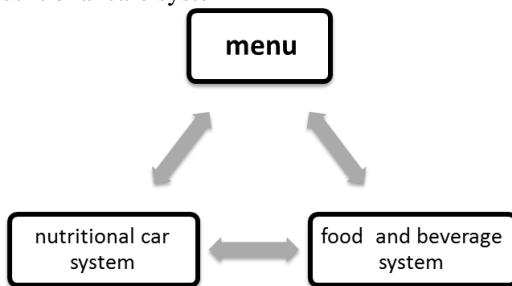 menu
nutritional car
system
food and beverage
system